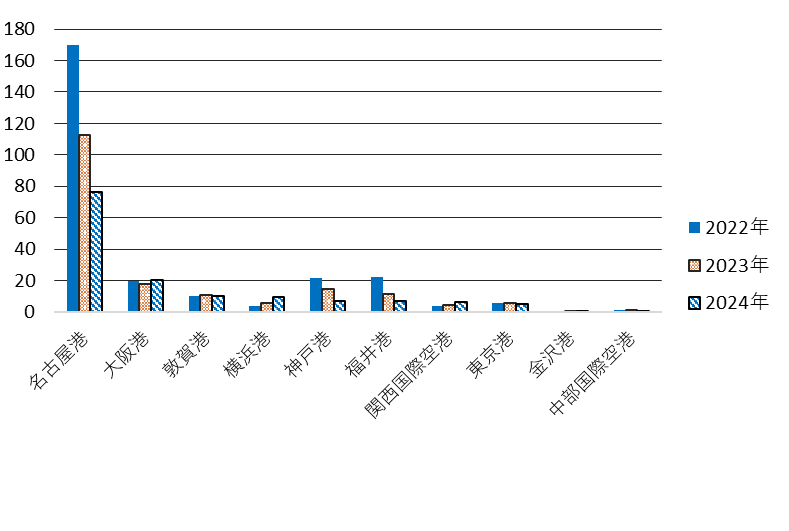 180
160
140
120
100
80
60
40
20
0
2022年
2023年
2024年
名古屋港
大阪港
敦賀港
横浜港
神戸港
福井港
関西国際空港
東京港
金沢港
中部国際空港